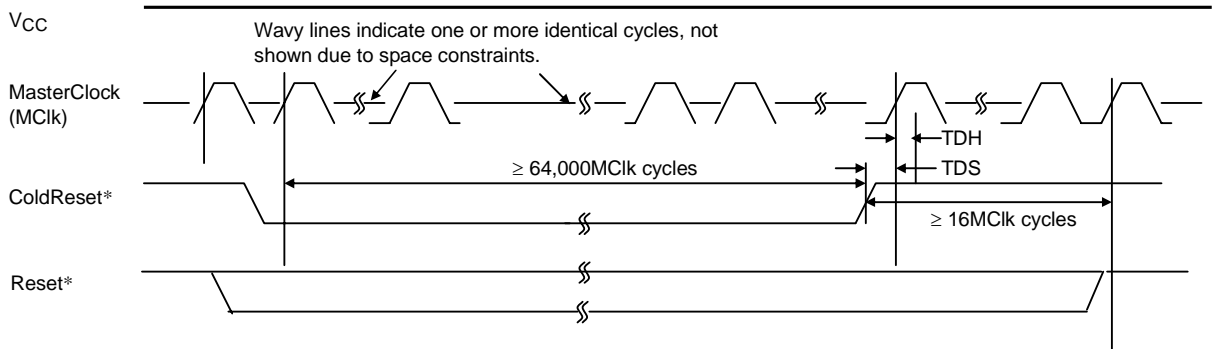 VCC
Wavy lines indicate one or more identical cycles, not
shown due to space constraints.
MasterClock
(MClk)
TDH
≥ 64,000MClk cycles
TDS
ColdReset*
≥ 16MClk cycles
Reset*